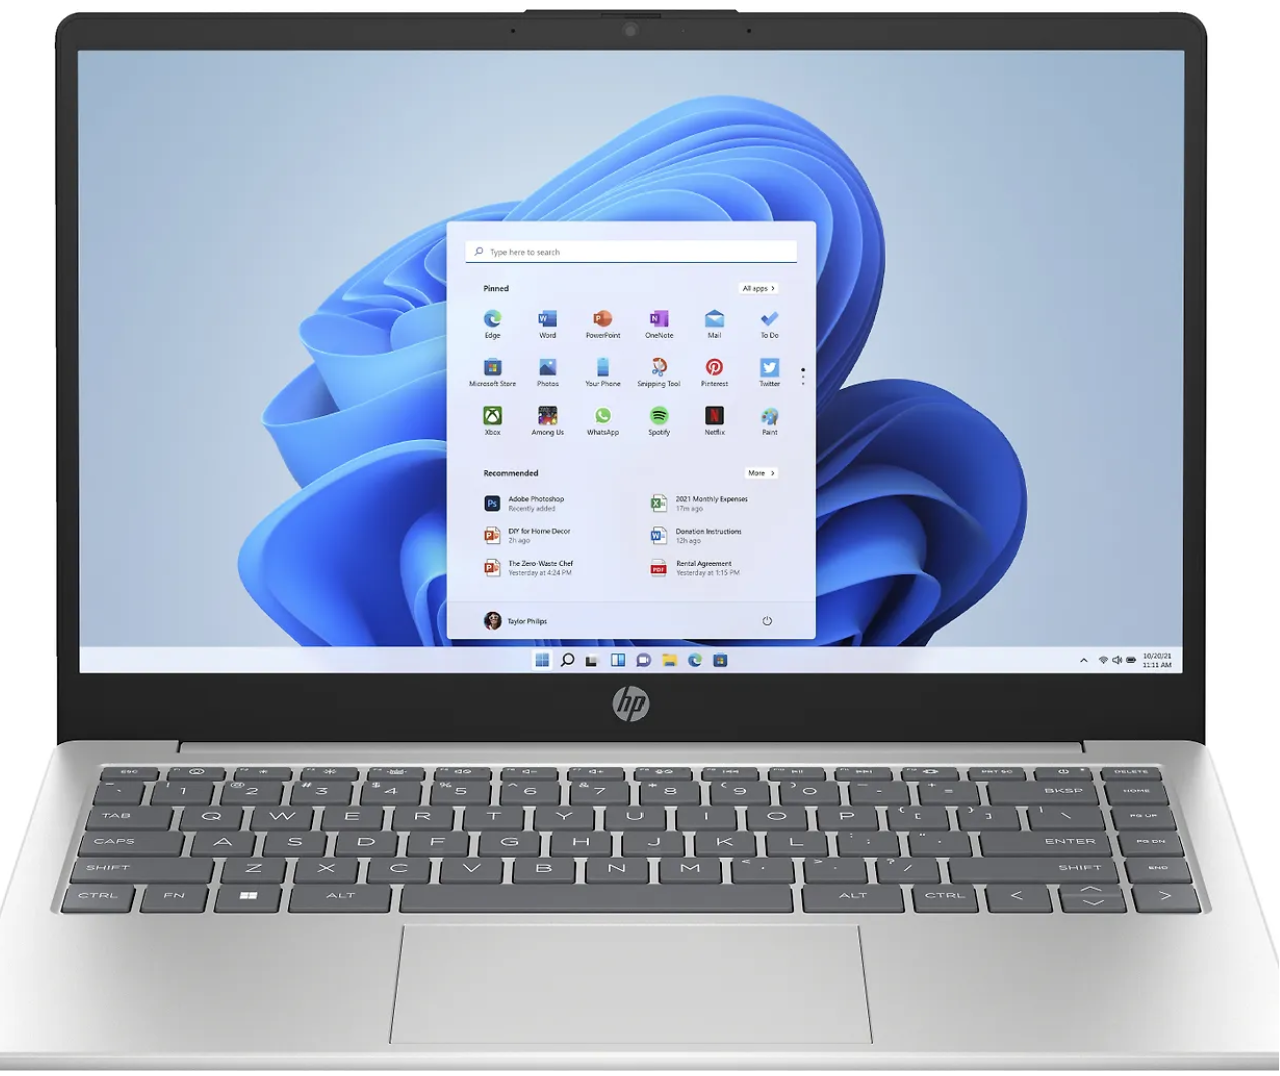 Type here to search
Pinned
All apps >
Edge
Word
PowerPoint
OneNote
Mail
To Do
Microsoft Store
Photos
Your Phone
Snipping Tool
Pinterest
Twitter
Xbox
Among Us
WhatsApp
Spotify
Netflix
Paint
Recommended
More >
Adobe Photoshop
Recently added
2021 Monthly Expenses
17m ago
DIY for Home Decor
2h ago
Donation Instructions
12h ago
The Zero-Waste Chef
Yesterday at 4:24 PM
Rental Agreement
Yesterday at 1:15 PM
Taylor Philips
10/20/21
11:11 AM
hp
ESC PRT SC DELETE
1 2 3 4 5 6 7 8 9 0 - = BKSP HOME
TAB Q W E R T Y U I O P [ ] \ PG UP
CAPS A S D F G H J K L ENTER PG DN
SHIFT Z X C V B N M / SHIFT END
CTRL FN ALT ALT CTRL < >